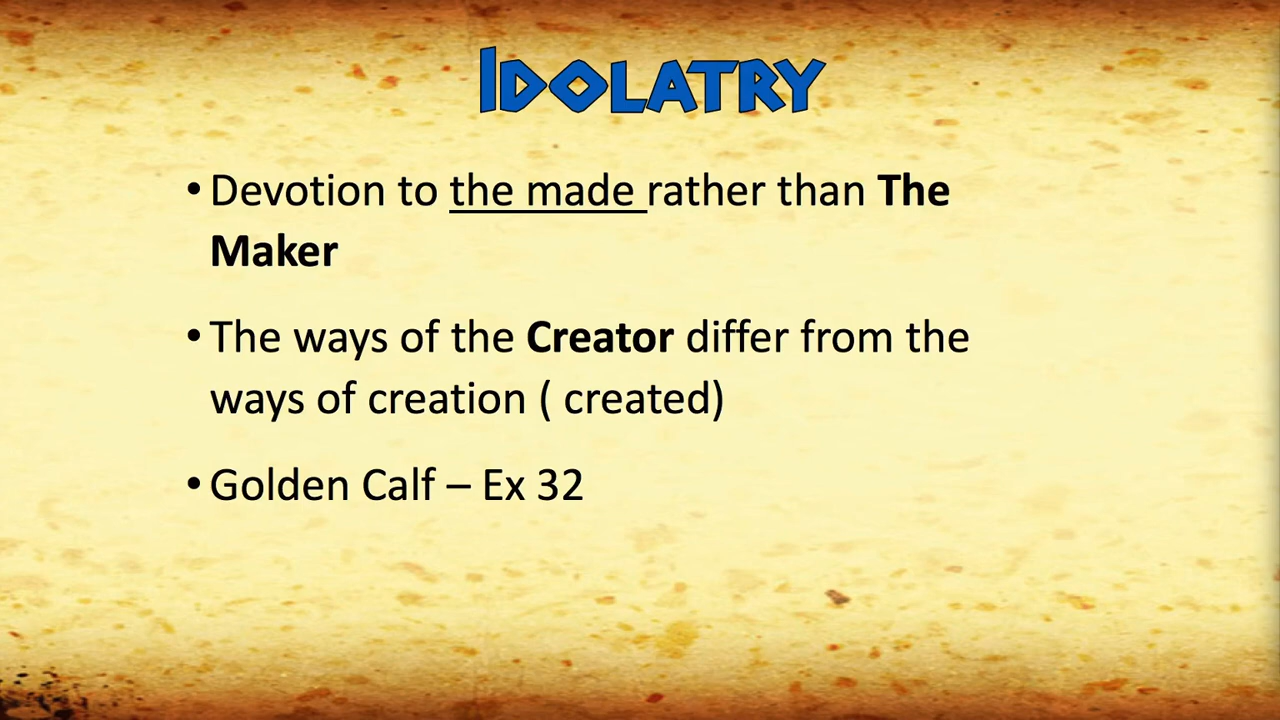 IDOLATRY
• Devotion to the made rather than The
Maker
• The ways of the Creator differ from the
ways of creation ( created)
• Golden Calf – Ex 32